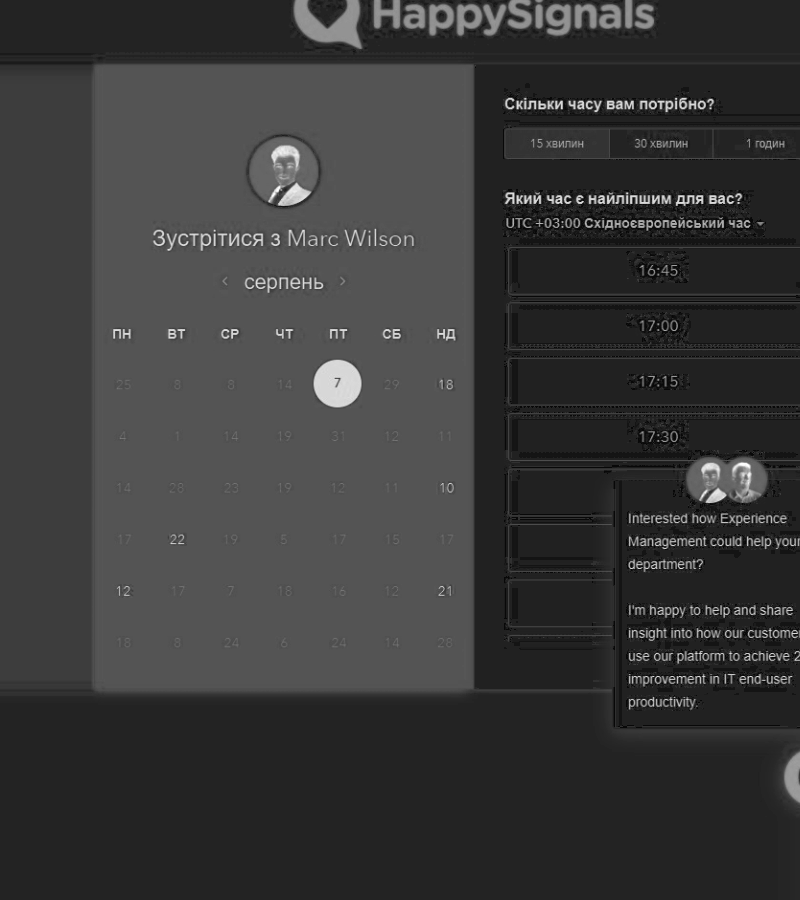 HappySignals
Зустрітися з Marc Wilson
серпень
ПН ВТ СР ЧТ ПТ СБ НД
25 8 8 14 7 29 18
4 1 14 19 31 12 11
14 28 23 19 12 11 10
17 22 19 5 17 15 17
12 17 7 18 16 12 21
18 8 24 6 24 14 28
Скільки часу вам потрібно?
15 хвилин 30 хвилин 1 годин
Який час є найліпшим для вас?
UTC +03:00 Східноєвропейський час
16:45
17:00
17:15
17:30
Interested how Experience
Management could help your
department?
I'm happy to help and share
insight into how our customer
use our platform to achieve 2
improvement in IT end-user
productivity.